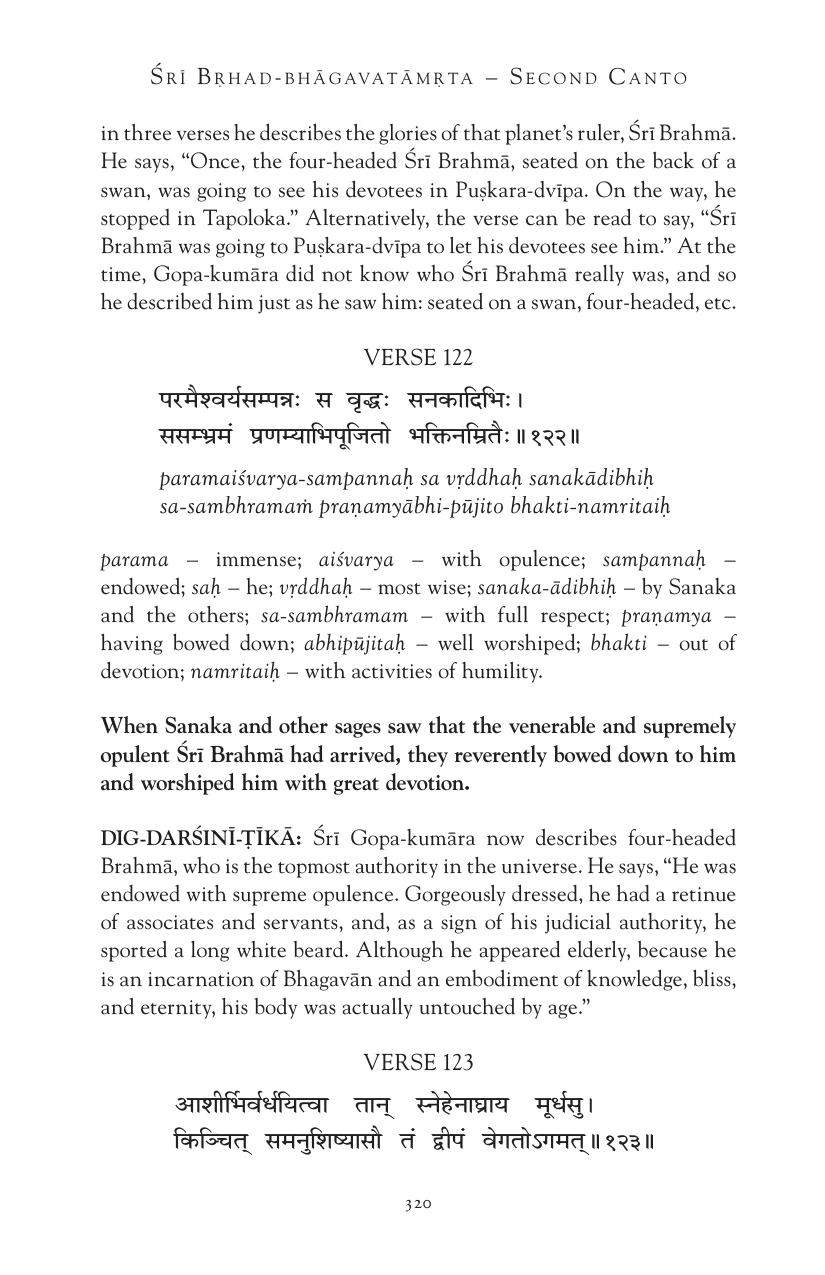 ŚRĪ BṚHAD-BHĀGAVATĀMṚTA – SECOND CANTO
in three verses he describes the glories of that planet’s ruler, Śrī Brahmā.
He says, “Once, the four-headed Śrī Brahmā, seated on the back of a
swan, was going to see his devotees in Puṣkara-dvīpa. On the way, he
stopped in Tapoloka.” Alternatively, the verse can be read to say, “Śrī
Brahmā was going to Puṣkara-dvīpa to let his devotees see him.” At the
time, Gopa-kumāra did not know who Śrī Brahmā really was, and so
he described him just as he saw him: seated on a swan, four-headed, etc.
VERSE 122
परमैश्वर्यसम्पन्नः स वृद्धः सनकादिभिः।
ससम्भ्रमं प्रणम्याभिपूजितो भक्तिनम्रितैः॥१२२॥
paramaiśvarya-sampannaḥ sa vṛddhaḥ sanakādibhiḥ
sa-sambhramaṁ praṇamyābhi-pūjito bhakti-namritaiḥ
parama – immense; aiśvarya – with opulence; sampannaḥ –
endowed; saḥ – he; vṛddhaḥ – most wise; sanaka-ādibhiḥ – by Sanaka
and the others; sa-sambhramam – with full respect; praṇamya –
having bowed down; abhipūjitaḥ – well worshiped; bhakti – out of
devotion; namritaiḥ – with activities of humility.
When Sanaka and other sages saw that the venerable and supremely
opulent Śrī Brahmā had arrived, they reverently bowed down to him
and worshiped him with great devotion.
DIG-DARŚINĪ-ṬĪKĀ: Śrī Gopa-kumāra now describes four-headed
Brahmā, who is the topmost authority in the universe. He says, “He was
endowed with supreme opulence. Gorgeously dressed, he had a retinue
of associates and servants, and, as a sign of his judicial authority, he
sported a long white beard. Although he appeared elderly, because he
is an incarnation of Bhagavān and an embodiment of knowledge, bliss,
and eternity, his body was actually untouched by age.”
VERSE 123
आशीर्भिर्वर्धयित्वा तान् स्नेहेनाघ्राय मूर्धसु।
किञ्चित् समनुशिष्यासौ तं द्वीपं वेगतोऽगमत्॥१२३॥
320